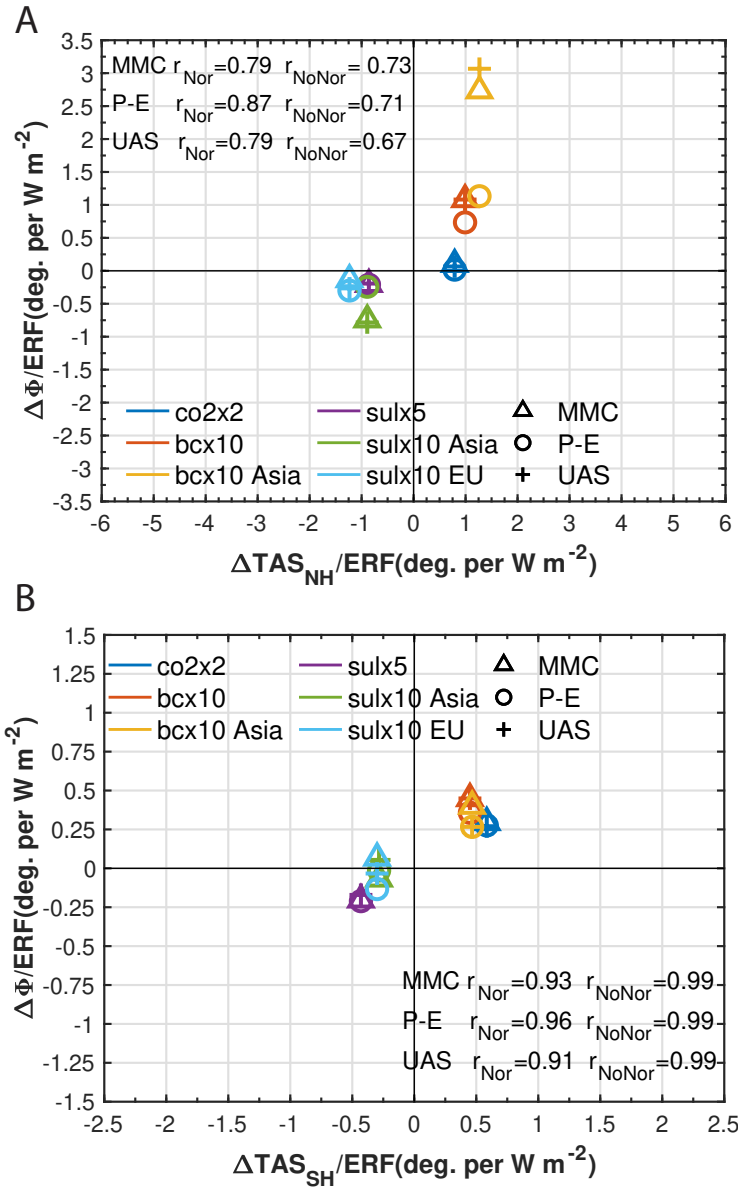 A
3.5
3
2.5
2
1.5
1
0.5
0
-0.5
-1
-1.5
-2
-2.5
-3
-3.5
MMC r_Nor=0.79 r_NoNor=0.73
P-E r_Nor=0.87 r_NoNor=0.71
UAS r_Nor=0.79 r_NoNor=0.67
co2x2 sulx5 MMC
bcx10 sulx10 Asia P-E
bcx10 Asia sulx10 EU UAS
-6 -5 -4 -3 -2 -1 0 1 2 3 4 5 6
ΔΦ/ERF(deg. per W m⁻²)
ΔTAS_NH/ERF(deg. per W m⁻²)
B
1.5
1.25
1
0.75
0.5
0.25
0
-0.25
-0.5
-0.75
-1
-1.25
-1.5
co2x2 sulx5 MMC
bcx10 sulx10 Asia P-E
bcx10 Asia sulx10 EU UAS
MMC r_Nor=0.93 r_NoNor=0.99
P-E r_Nor=0.96 r_NoNor=0.99
UAS r_Nor=0.91 r_NoNor=0.99
-2.5 -2 -1.5 -1 -0.5 0 0.5 1 1.5 2 2.5
ΔΦ/ERF(deg. per W m⁻²)
ΔTAS_SH/ERF(deg. per W m⁻²)